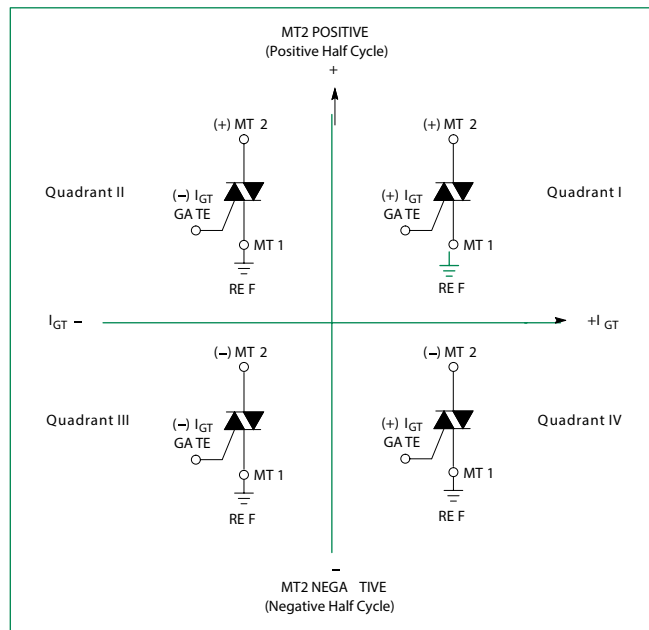 MT2 POSITIVE
(Positive Half Cycle)
+
(+) MT 2
(+) MT 2
Quadrant II
(−) IGT
GA TE
MT 1
RE F
(+) IGT
GA TE
MT 1
RE F
Quadrant I
IGT −
+I GT
(−) MT 2
(−) MT 2
Quadrant III
(−) IGT
GA TE
MT 1
RE F
(+) IGT
GA TE
MT 1
RE F
Quadrant IV
−
MT2 NEGA TIVE
(Negative Half Cycle)